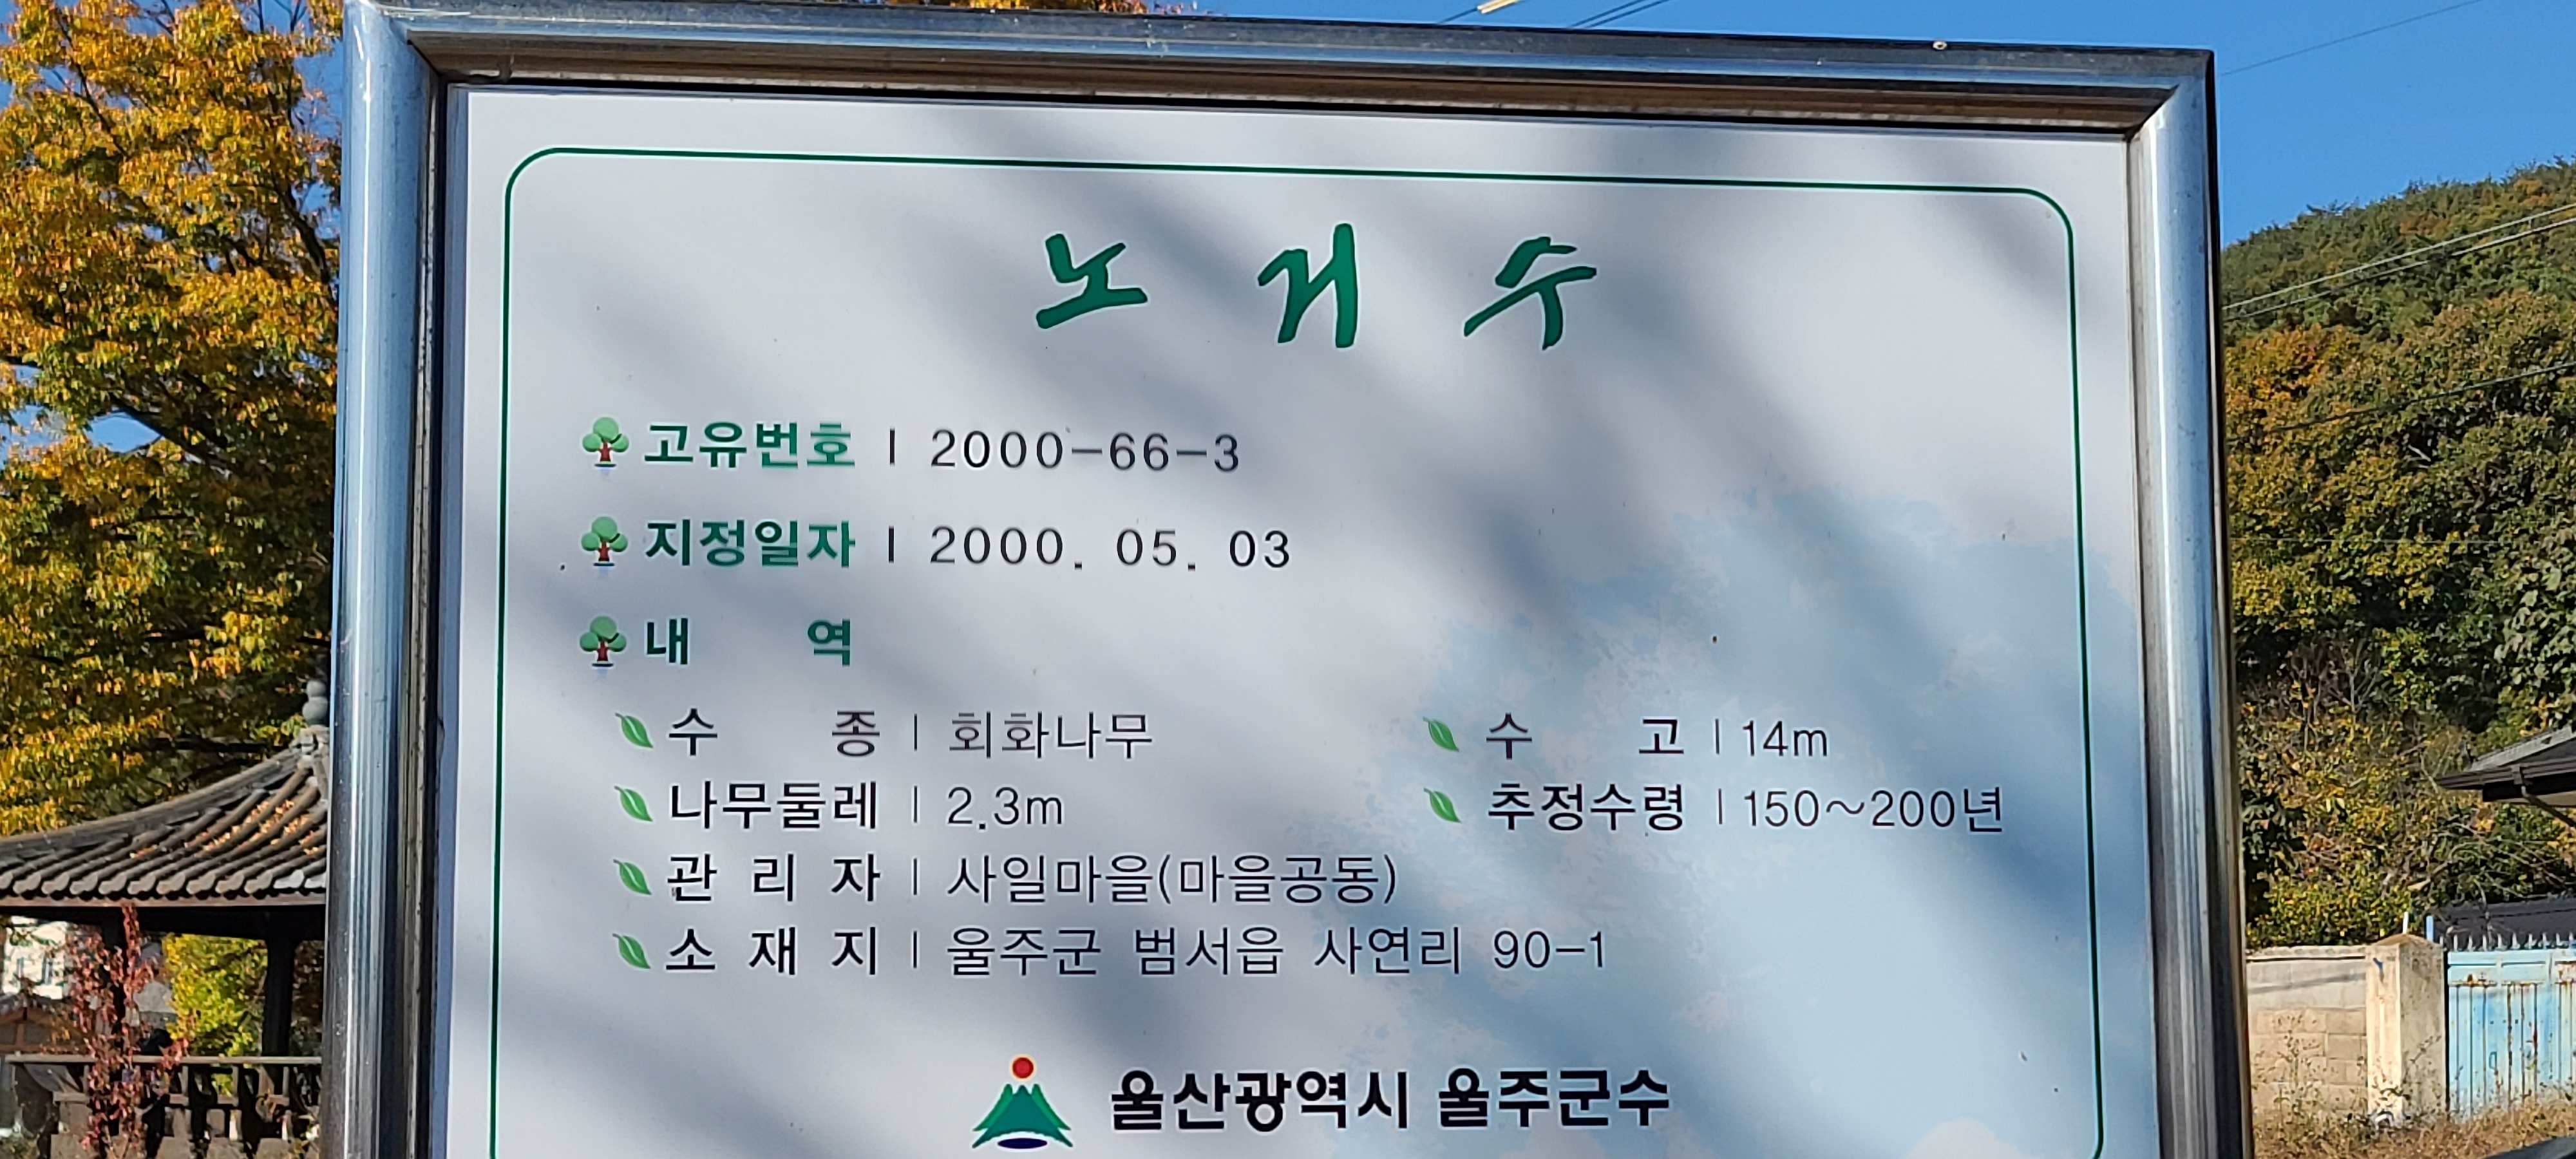 노거수
고유번호 | 2000-66-3
지정일자 | 2000. 05. 03
내 역
수 종 | 회화나무 수 고 | 14m
나무둘레 | 2.3m 추정수령 | 150~200년
관 리 자 | 사일마을(마을공동)
소 재 지 | 울주군 범서읍 사연리 90-1
울산광역시 울주군수